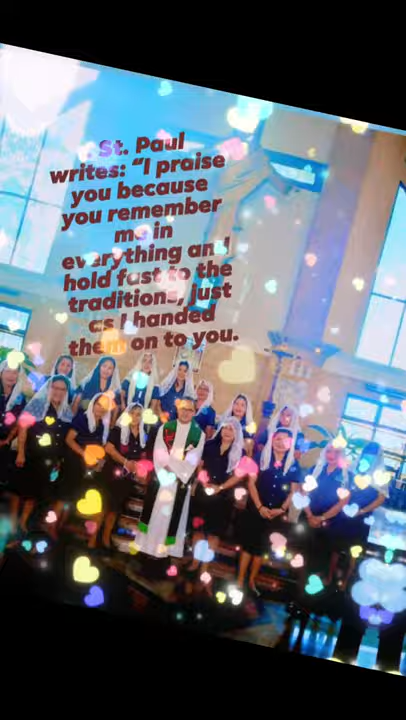 . St. Paul
writes: “I praise
you because
you remember
me in
everything and
hold fast to the
traditions, just
as I handed
them on to you.